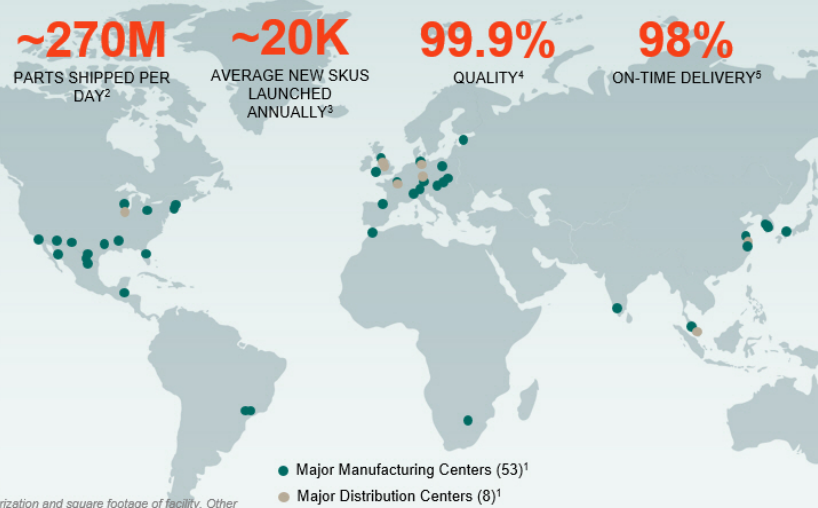 ~270M
PARTS SHIPPED PER
DAY²
~20K
AVERAGE NEW SKUS
LAUNCHED
ANNUALLY³
99.9%
QUALITY⁴
98%
ON-TIME DELIVERY⁵
Major Manufacturing Centers (53)¹
Major Distribution Centers (8)¹
and square footage of facility. Other